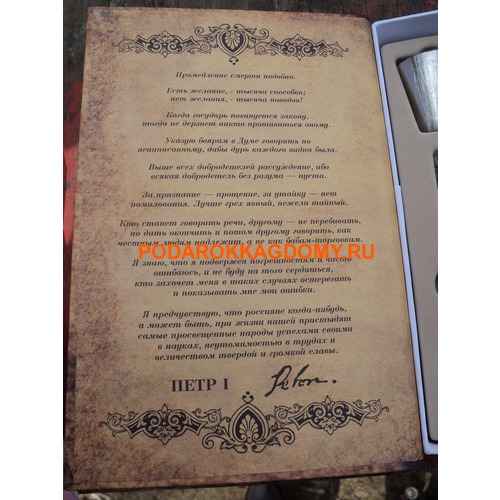 Промедление смерти подобно.
Есть желание, - тысяча способов;
нет желания, - тысяча поводов!
Когда государь повинуется закону,
тогда не дерзнет никто противиться оному.
Указую боярам в Думе говорить по
ненаписанному, дабы дурь каждого видна была.
Выше всех добродетелей рассуждение, ибо
всякая добродетель без разума — пуста.
За признание — прощение, за утайку — нет
помилования. Лучше грех явный, нежели тайный.
Кто станет говорить речи, другому — не перебивать,
но дать окончить и потом другому говорить, как
честным людям надлежит, а не как бабам-торговкам.
PODAROKKAGDOMY.RU
Я знаю, что я подвержен погрешностям и часто
ошибаюсь, и не буду на того сердиться,
кто захочет меня в таких случаях остерегать
и показывать мне мои ошибки.
Я предчувствую, что россияне когда-нибудь,
а может быть, при жизни нашей пристыдят
самые просвещенные народы успехами своими
в науках, неутомимостью в трудах и
величеством твердой и громкой славы.
ПЕТР I